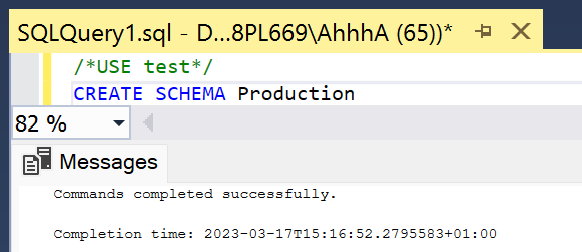 SQLQuery1.sql - D...8PL669\AhhhA (65))*
/*USE test*/
CREATE SCHEMA Production
82 %
Messages
Commands completed successfully.
Completion time: 2023-03-17T15:16:52.2795583+01:00